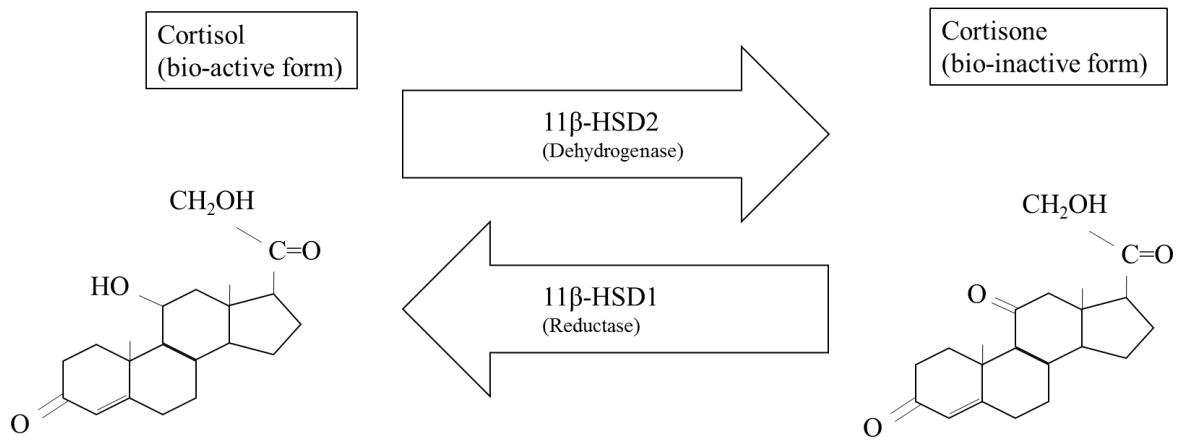 Cortisol
(bio-active form)
Cortisone
(bio-inactive form)
11β-HSD2
(Dehydrogenase)
CH₂OH
C=O
HO
O
11β-HSD1
(Reductase)
CH₂OH
C=O
O
O